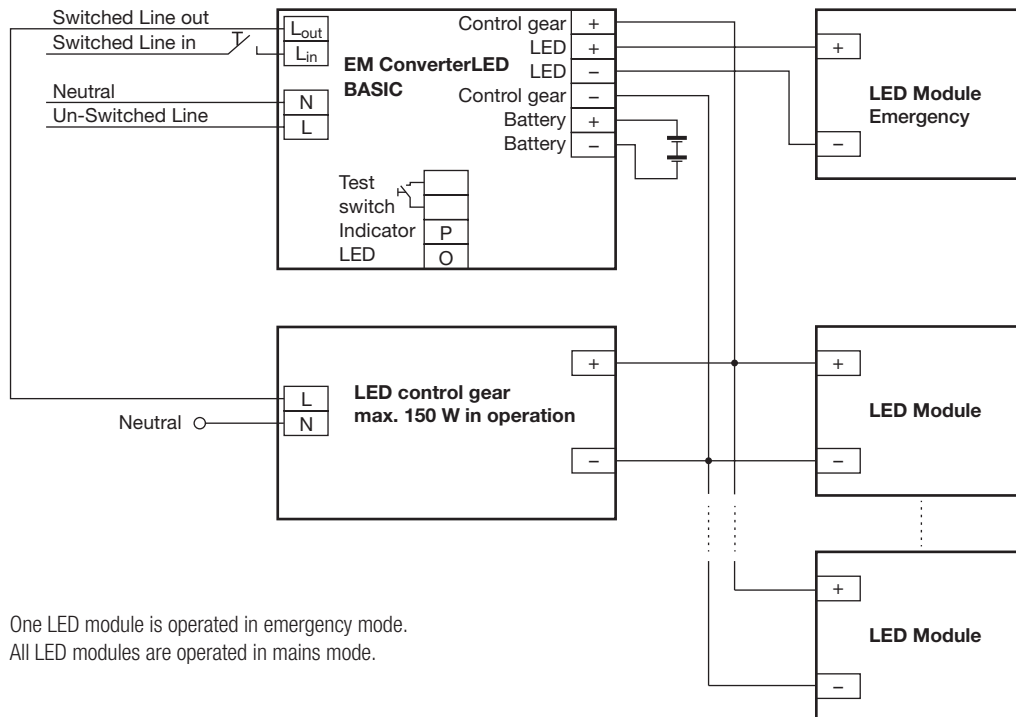 Switched Line out
Switched Line in
Neutral
Un-Switched Line
Lout
Lin
N
L
EM ConverterLED
BASIC
Control gear +
LED +
LED –
Control gear –
Battery +
Battery –
Test
switch
Indicator P
LED O
+
LED Module
Emergency
–
L
N
Neutral
LED control gear
max. 150 W in operation
+
–
+
LED Module
–
+
LED Module
–
One LED module is operated in emergency mode.
All LED modules are operated in mains mode.